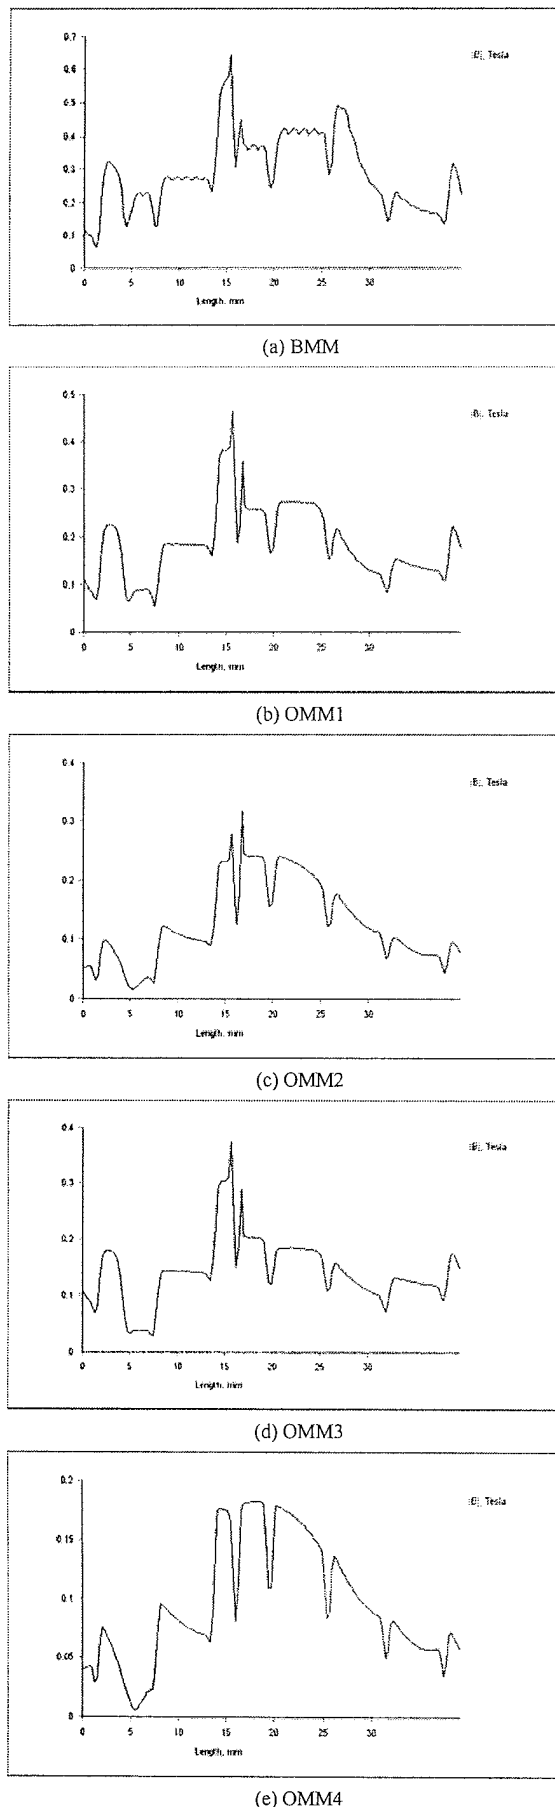 0.7
|B|, Tesla
0.6
0.5
0.4
0.3
0.2
0.1
0
0 5 10 15 20 25 30
Length, mm
(a) BMM
0.5
|B|, Tesla
0.4
0.3
0.2
0.1
0
0 5 10 15 20 25 30
Length, mm
(b) OMM1
0.4
|B|, Tesla
0.3
0.2
0.1
0
0 5 10 15 20 25 30
Length, mm
(c) OMM2
0.4
|B|, Tesla
0.3
0.2
0.1
0
0 5 10 15 20 25 30
Length, mm
(d) OMM3
0.2
|B|, Tesla
0.15
0.1
0.05
0
0 5 10 15 20 25 30
Length, mm
(e) OMM4